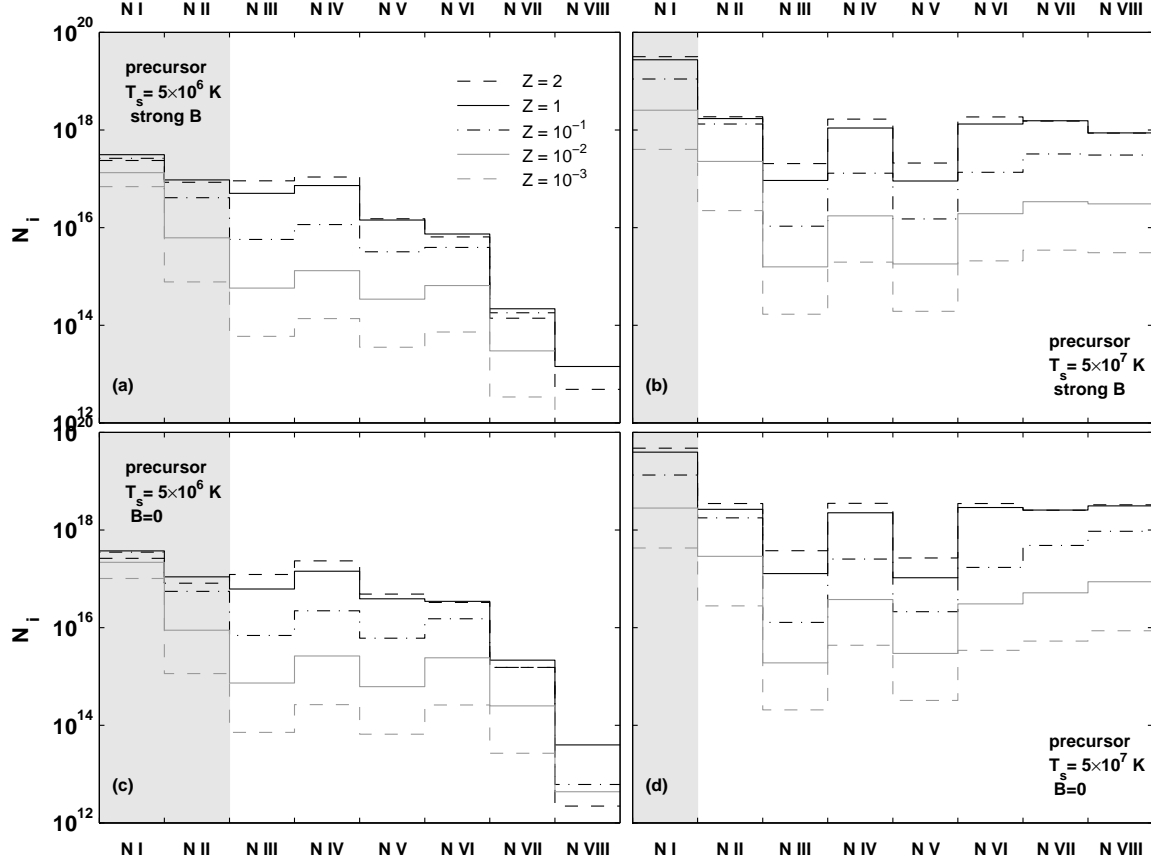 N I N II N III N IV N V N VI N VII N VIII N I N II N III N IV N V N VI N VII N VIII
10^20
10^18
10^16
10^14
10^12
N_i
precursor
T_s= 5×10^6 K
strong B
Z = 2
Z = 1
Z = 10^−1
Z = 10^−2
Z = 10^−3
(a)
precursor
T_s= 5×10^7 K
strong B
(b)
10^20
10^18
10^16
10^14
10^12
N_i
precursor
T_s= 5×10^6 K
B=0
(c)
precursor
T_s= 5×10^7 K
B=0
(d)
N I N II N III N IV N V N VI N VII N VIII N I N II N III N IV N V N VI N VII N VIII